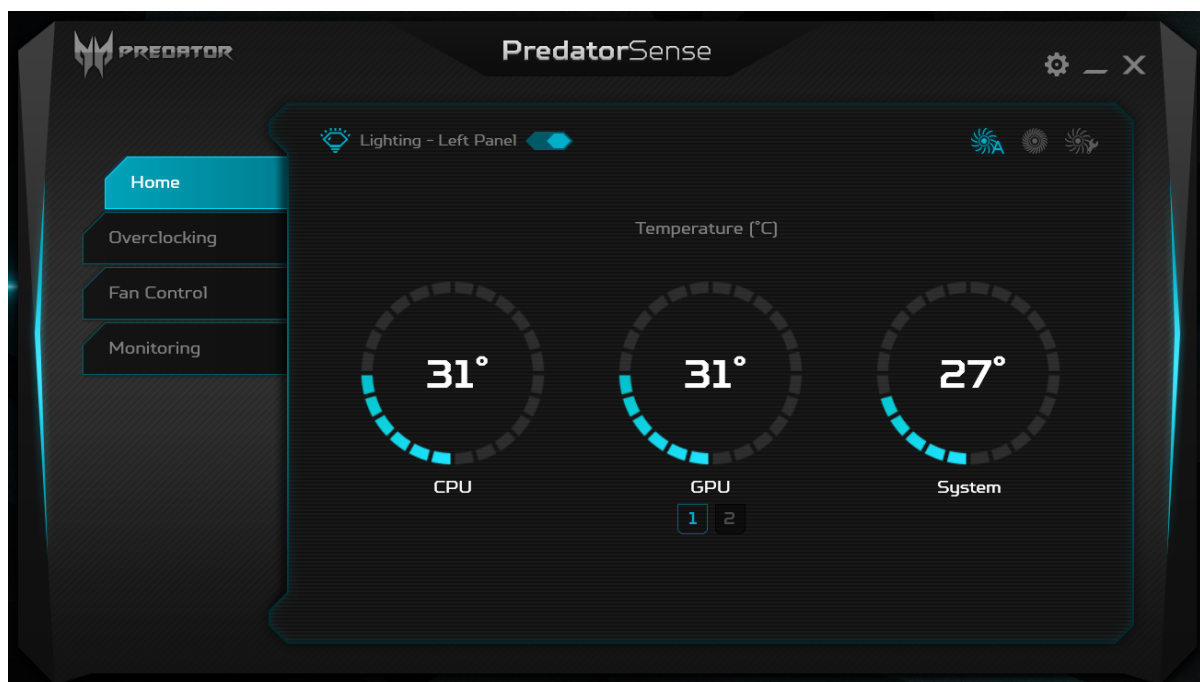 PREDATOR
PredatorSense
Lighting - Left Panel
A
Home
Overclocking
Fan Control
Monitoring
Temperature (°C)
31° 31° 27°
CPU GPU System
1 2